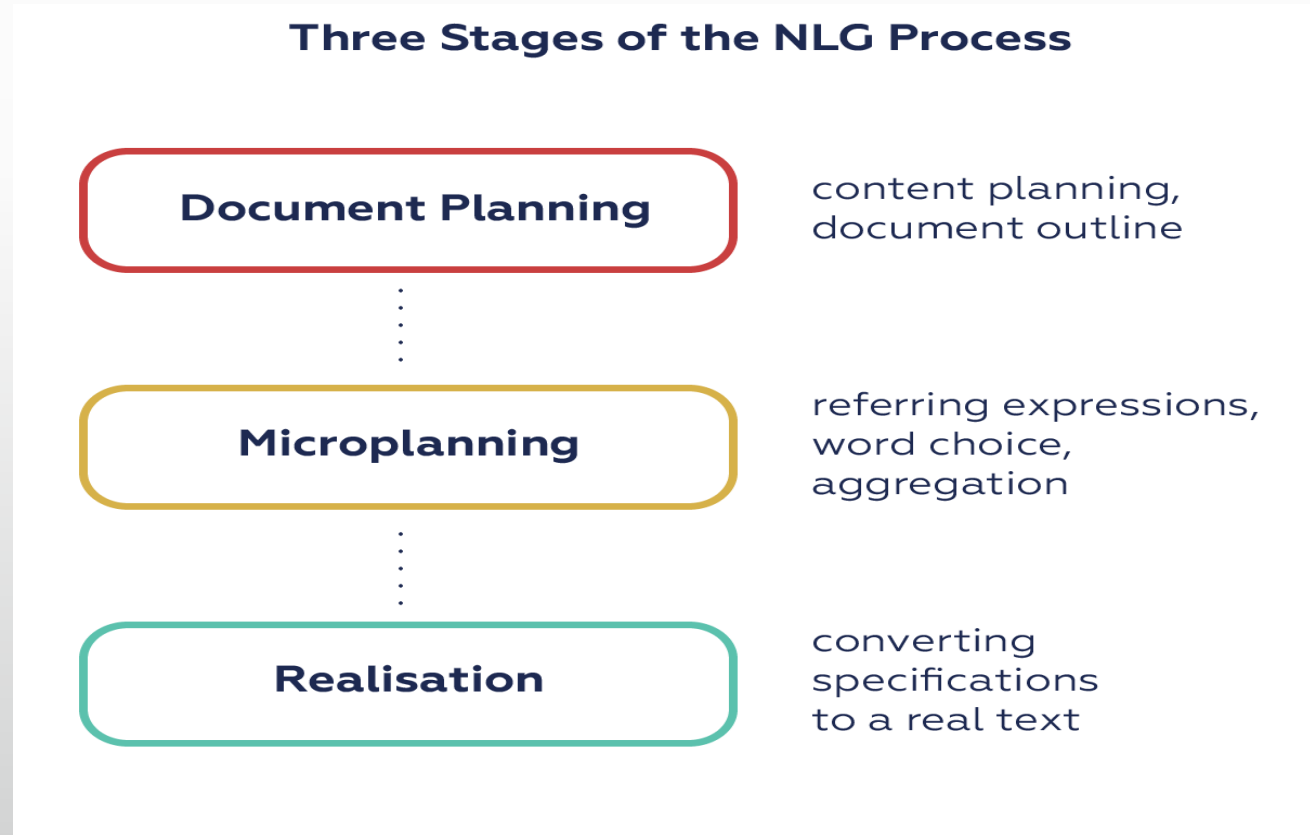 Three Stages of the NLG Process
Document Planning
content planning,
document outline
Microplanning
referring expressions,
word choice,
aggregation
Realisation
converting
specifications
to a real text